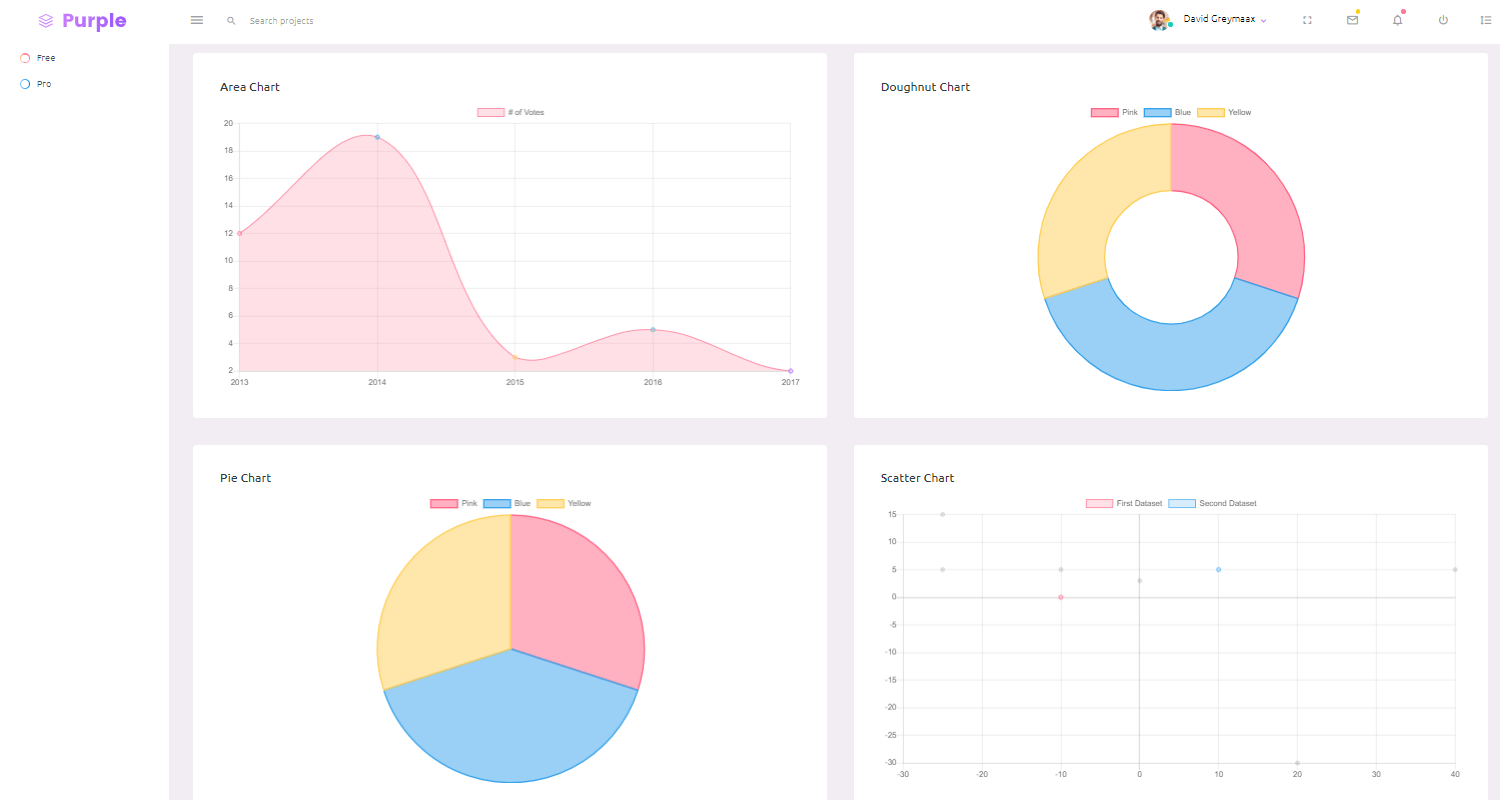 Purple
Search projects
David Greymaax
Free
Pro
Area Chart
# of Votes
20
18
16
14
12
10
8
6
4
2
2013 2014 2015 2016 2017
Doughnut Chart
Pink Blue Yellow
Pie Chart
Pink Blue Yellow
Scatter Chart
First Dataset Second Dataset
15
10
5
0
-5
-10
-15
-20
-25
-30
-30 -20 -10 0 10 20 30 40